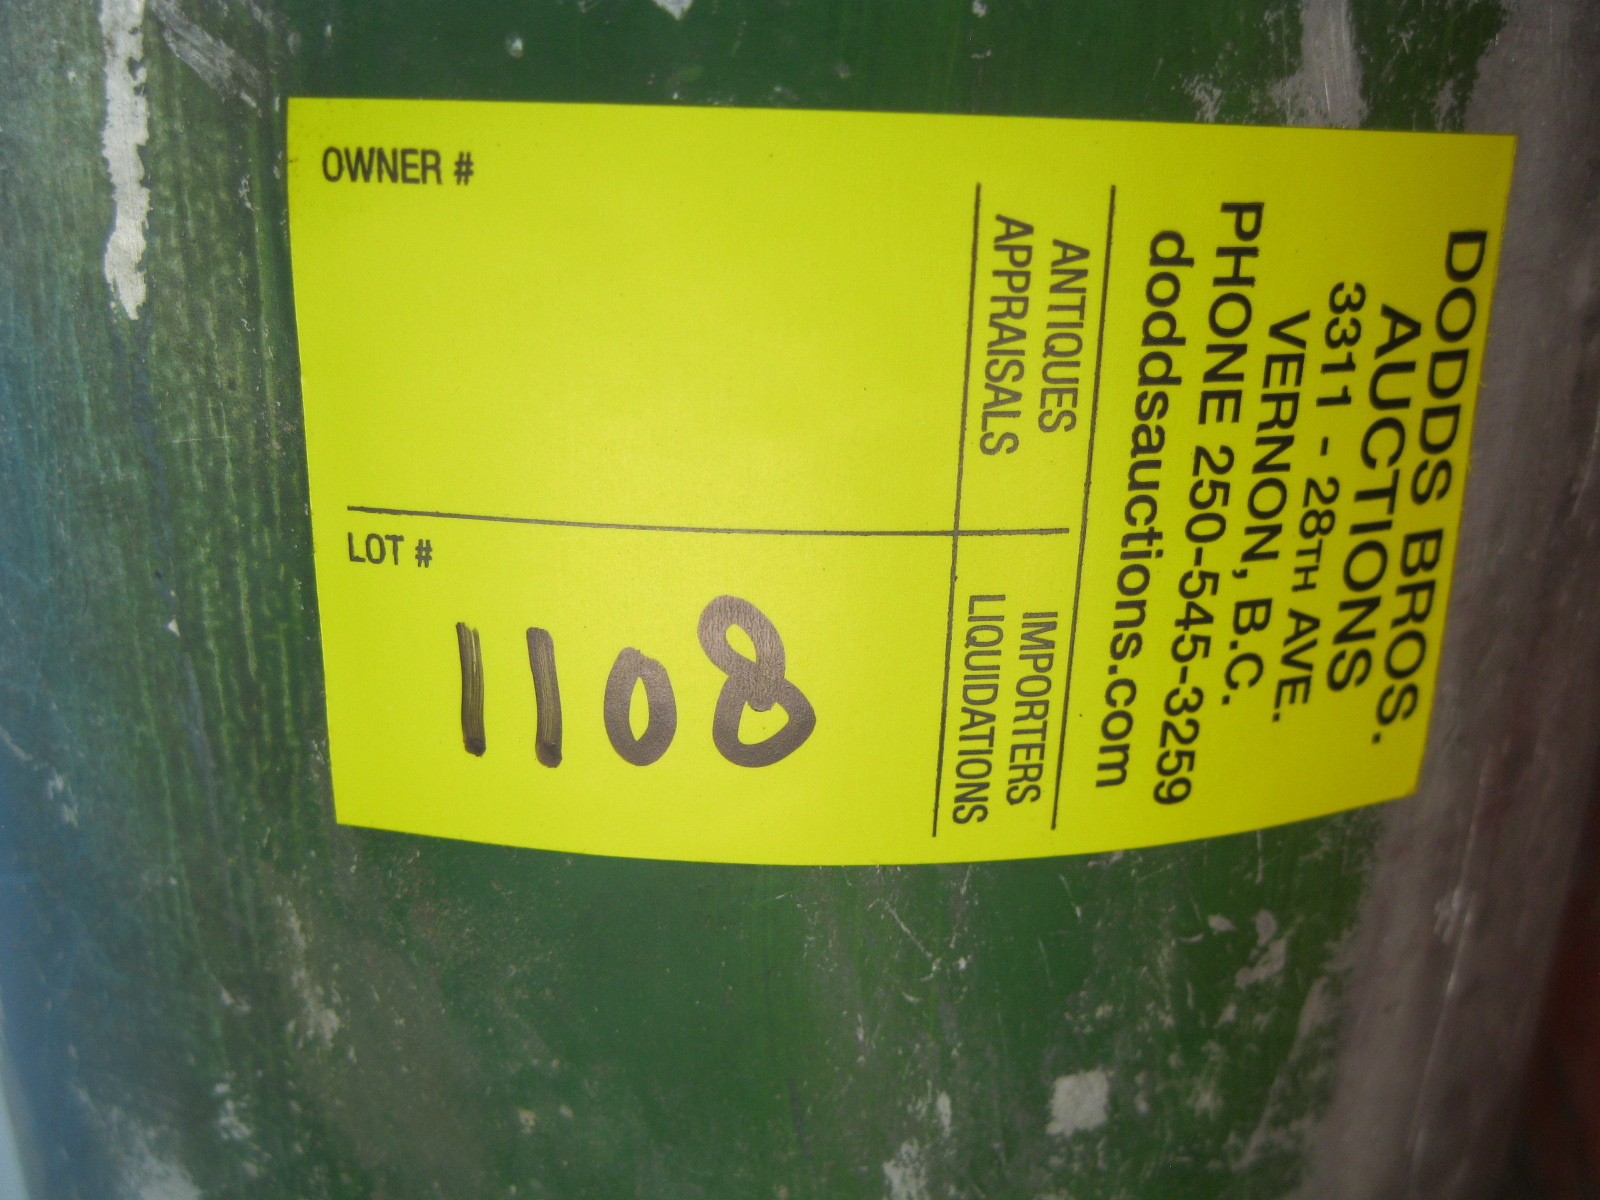 DODDS BROS.
AUCTIONS
3311 - 28TH AVE.
VERNON, B.C.
PHONE 250-545-3259
doddsauctions.com
ANTIQUES
APPRAISALS
IMPORTERS
LIQUIDATIONS
OWNER #
LOT #
1108